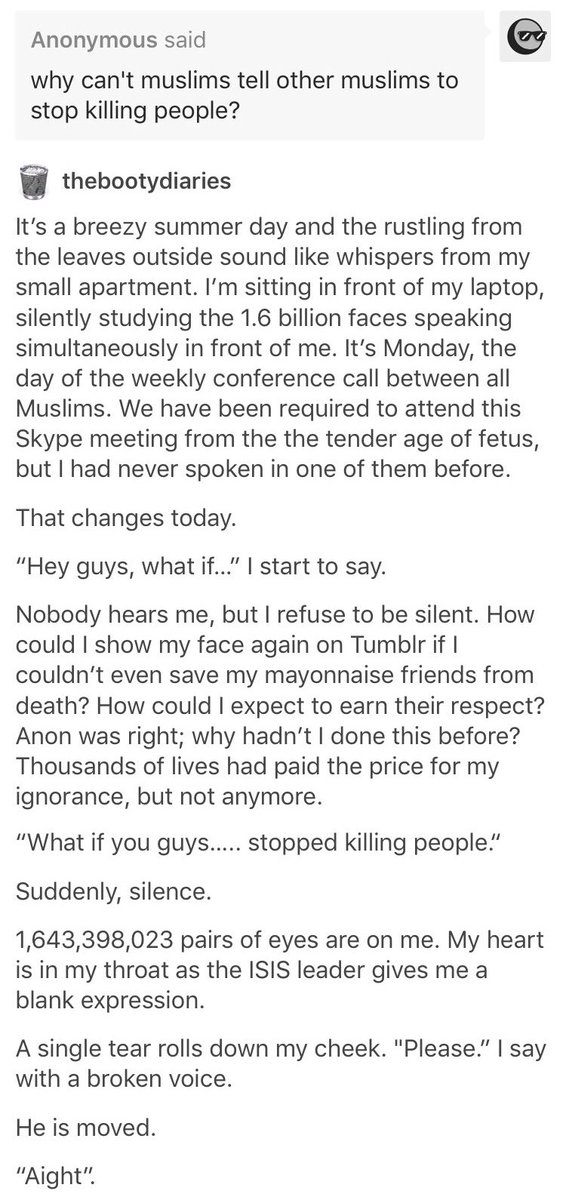 Anonymous said
why can't muslims tell other muslims to
stop killing people?
thebootydiaries
It’s a breezy summer day and the rustling from
the leaves outside sound like whispers from my
small apartment. I’m sitting in front of my laptop,
silently studying the 1.6 billion faces speaking
simultaneously in front of me. It’s Monday, the
day of the weekly conference call between all
Muslims. We have been required to attend this
Skype meeting from the the tender age of fetus,
but I had never spoken in one of them before.
That changes today.
“Hey guys, what if…” I start to say.
Nobody hears me, but I refuse to be silent. How
could I show my face again on Tumblr if I
couldn’t even save my mayonnaise friends from
death? How could I expect to earn their respect?
Anon was right; why hadn’t I done this before?
Thousands of lives had paid the price for my
ignorance, but not anymore.
“What if you guys….. stopped killing people.“
Suddenly, silence.
1,643,398,023 pairs of eyes are on me. My heart
is in my throat as the ISIS leader gives me a
blank expression.
A single tear rolls down my cheek. "Please.” I say
with a broken voice.
He is moved.
“Aight”.